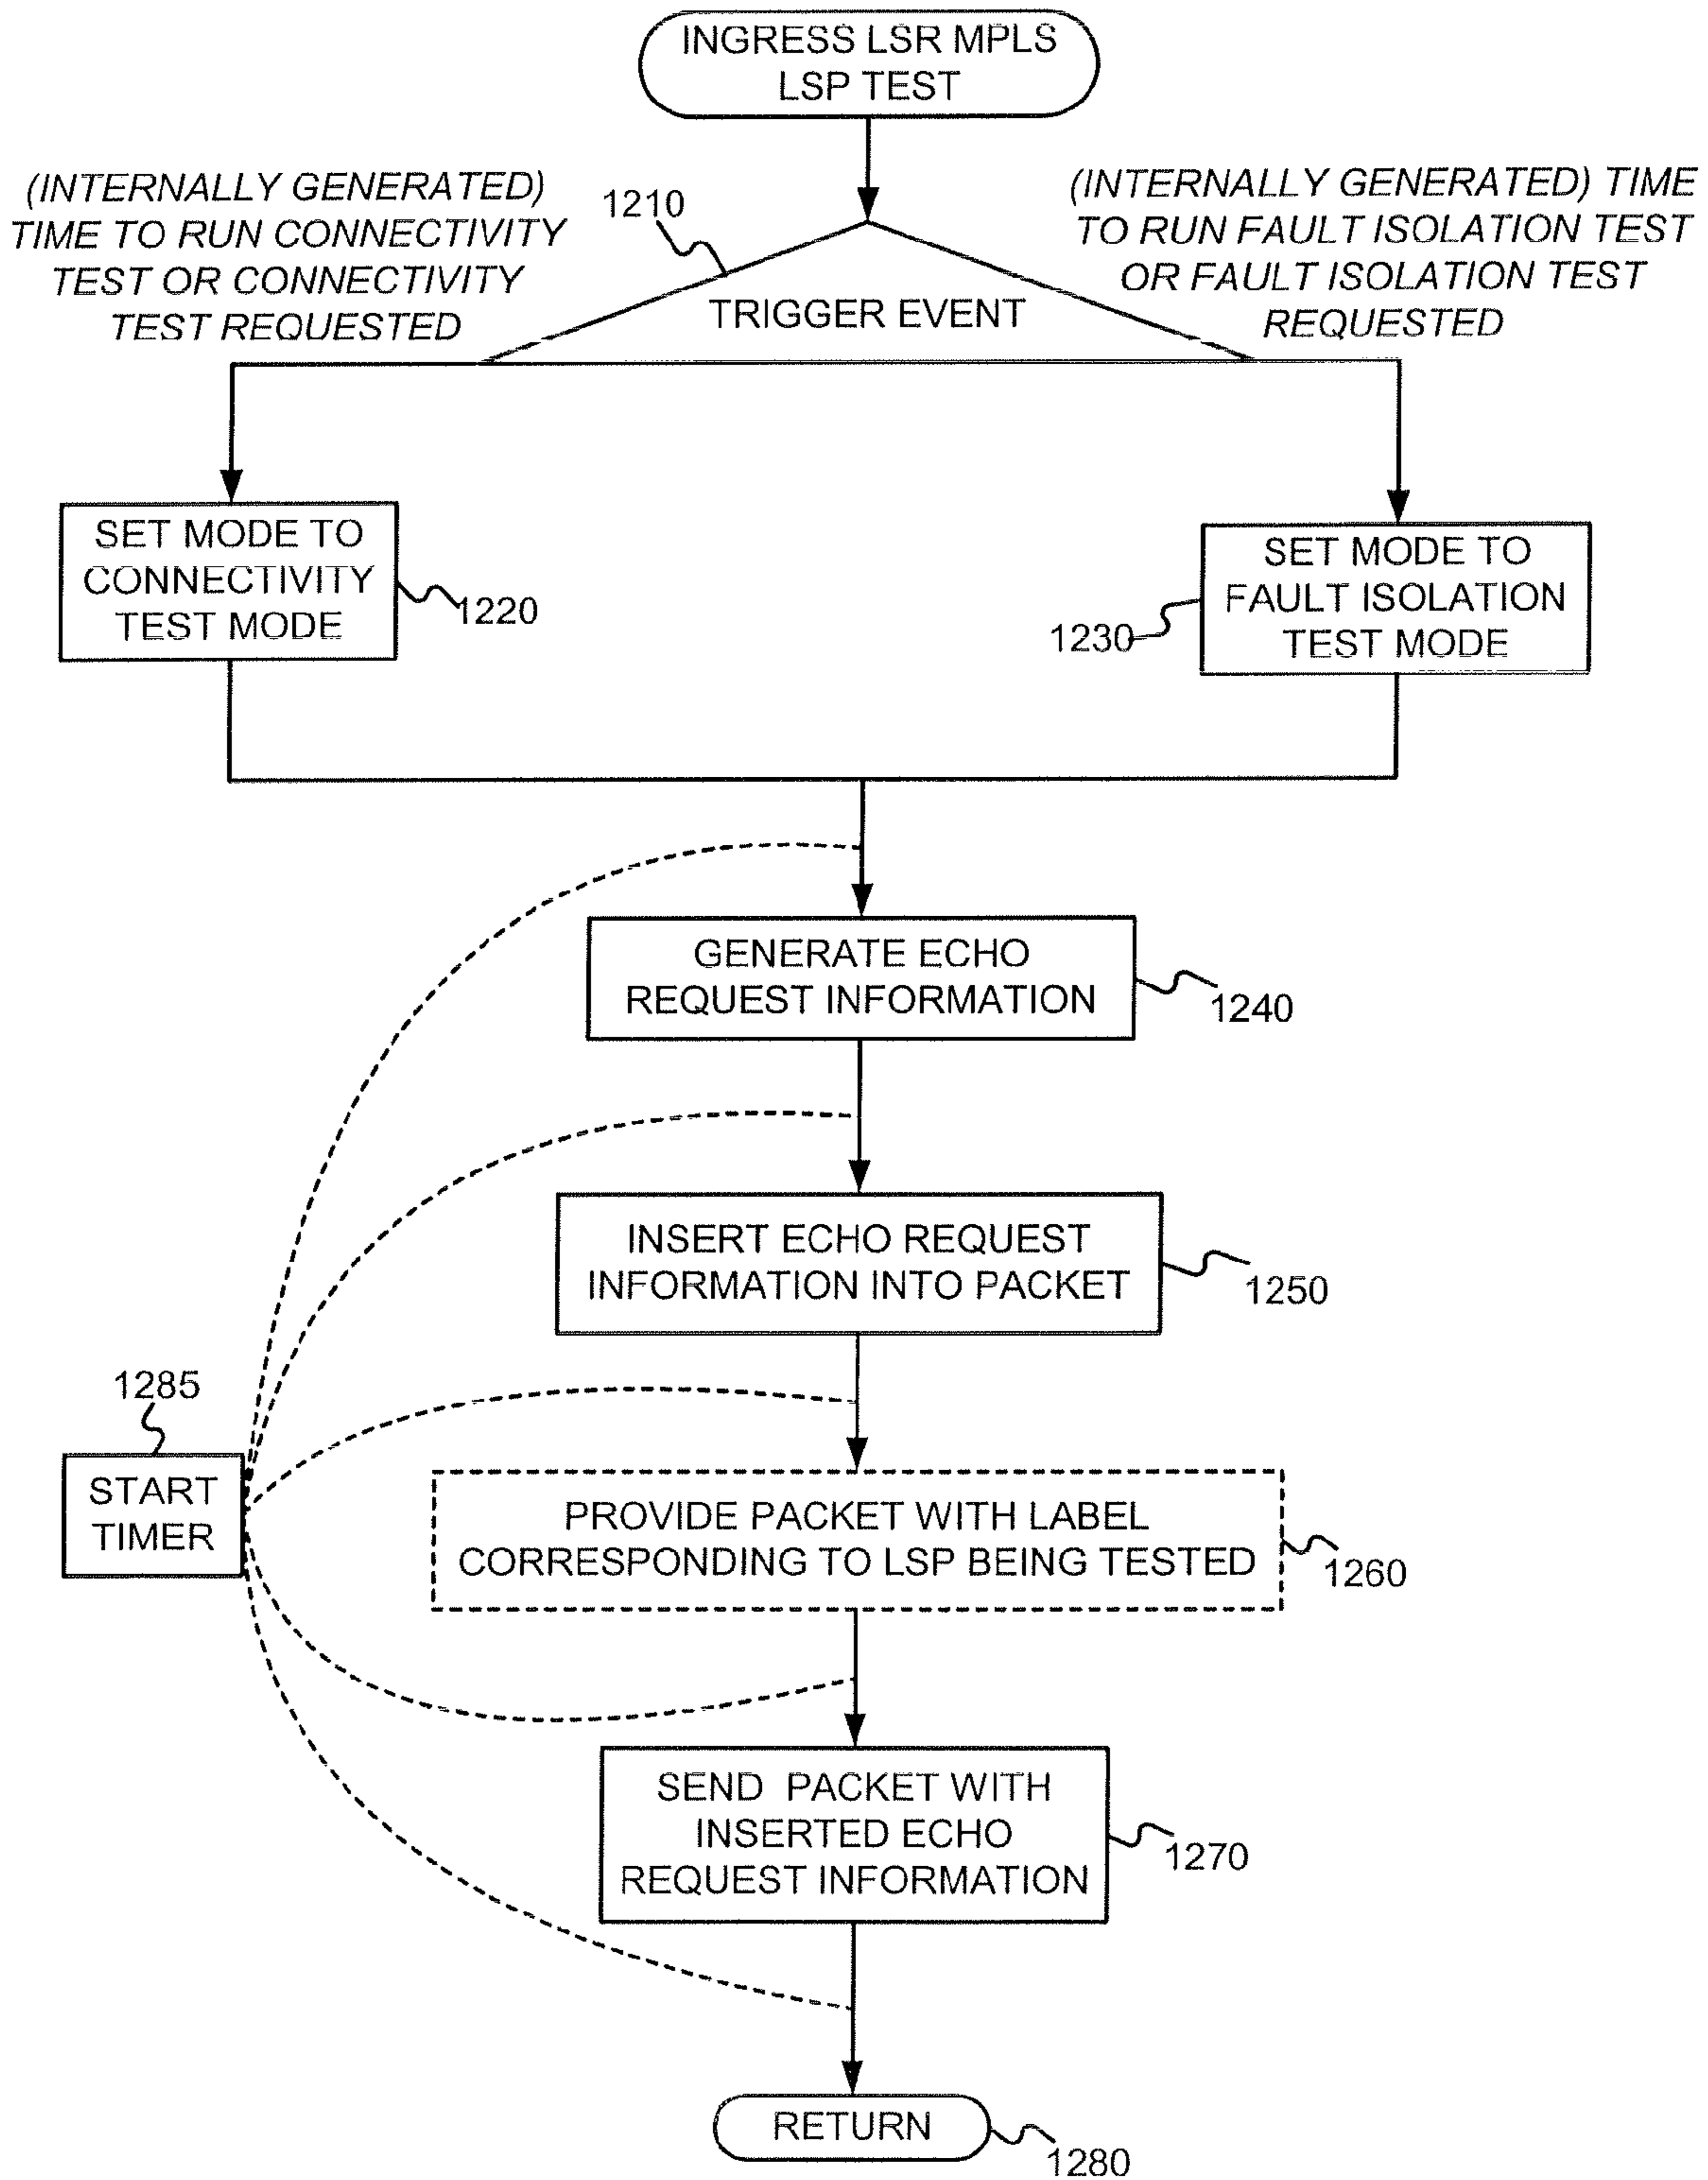 INGRESS LSR MPLS
LSP TEST
(INTERNALLY GENERATED)
TIME TO RUN CONNECTIVITY
TEST OR CONNECTIVITY
TEST REQUESTED
1210
(INTERNALLY GENERATED) TIME
TO RUN FAULT ISOLATION TEST
OR FAULT ISOLATION TEST
REQUESTED
TRIGGER EVENT
SET MODE TO
CONNECTIVITY
TEST MODE
1220
SET MODE TO
FAULT ISOLATION
TEST MODE
1230
GENERATE ECHO
REQUEST INFORMATION
1240
INSERT ECHO REQUEST
INFORMATION INTO PACKET
1250
1285
START
TIMER
PROVIDE PACKET WITH LABEL
CORRESPONDING TO LSP BEING TESTED
1260
SEND PACKET WITH
INSERTED ECHO
REQUEST INFORMATION
1270
RETURN
1280